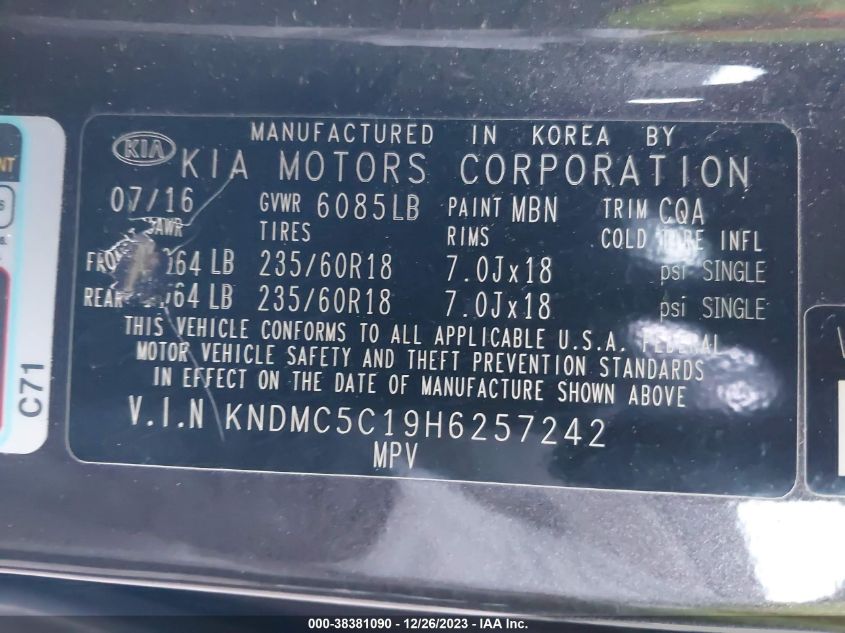 MANUFACTURED IN KOREA BY
KIA KIA MOTORS CORPORATION
07/16 GVWR 6085LB PAINT MBN TRIM CQA
TIRES RIMS COLD TIRE INFL
LB 235/60R18 7.0Jx18 psi SINGLE
REAR LB 235/60R18 7.0Jx18 psi SINGLE
THIS VEHICLE CONFORMS TO ALL APPLICABLE U.S.A. FEDERAL
MOTOR VEHICLE SAFETY AND THEFT PREVENTION STANDARDS
IN EFFECT ON THE DATE OF MANUFACTURE SHOWN ABOVE
V.I.N KNDMC5C19H6257242
MPV
C71
000-38381090 - 12/26/2023 - IAA, Inc.